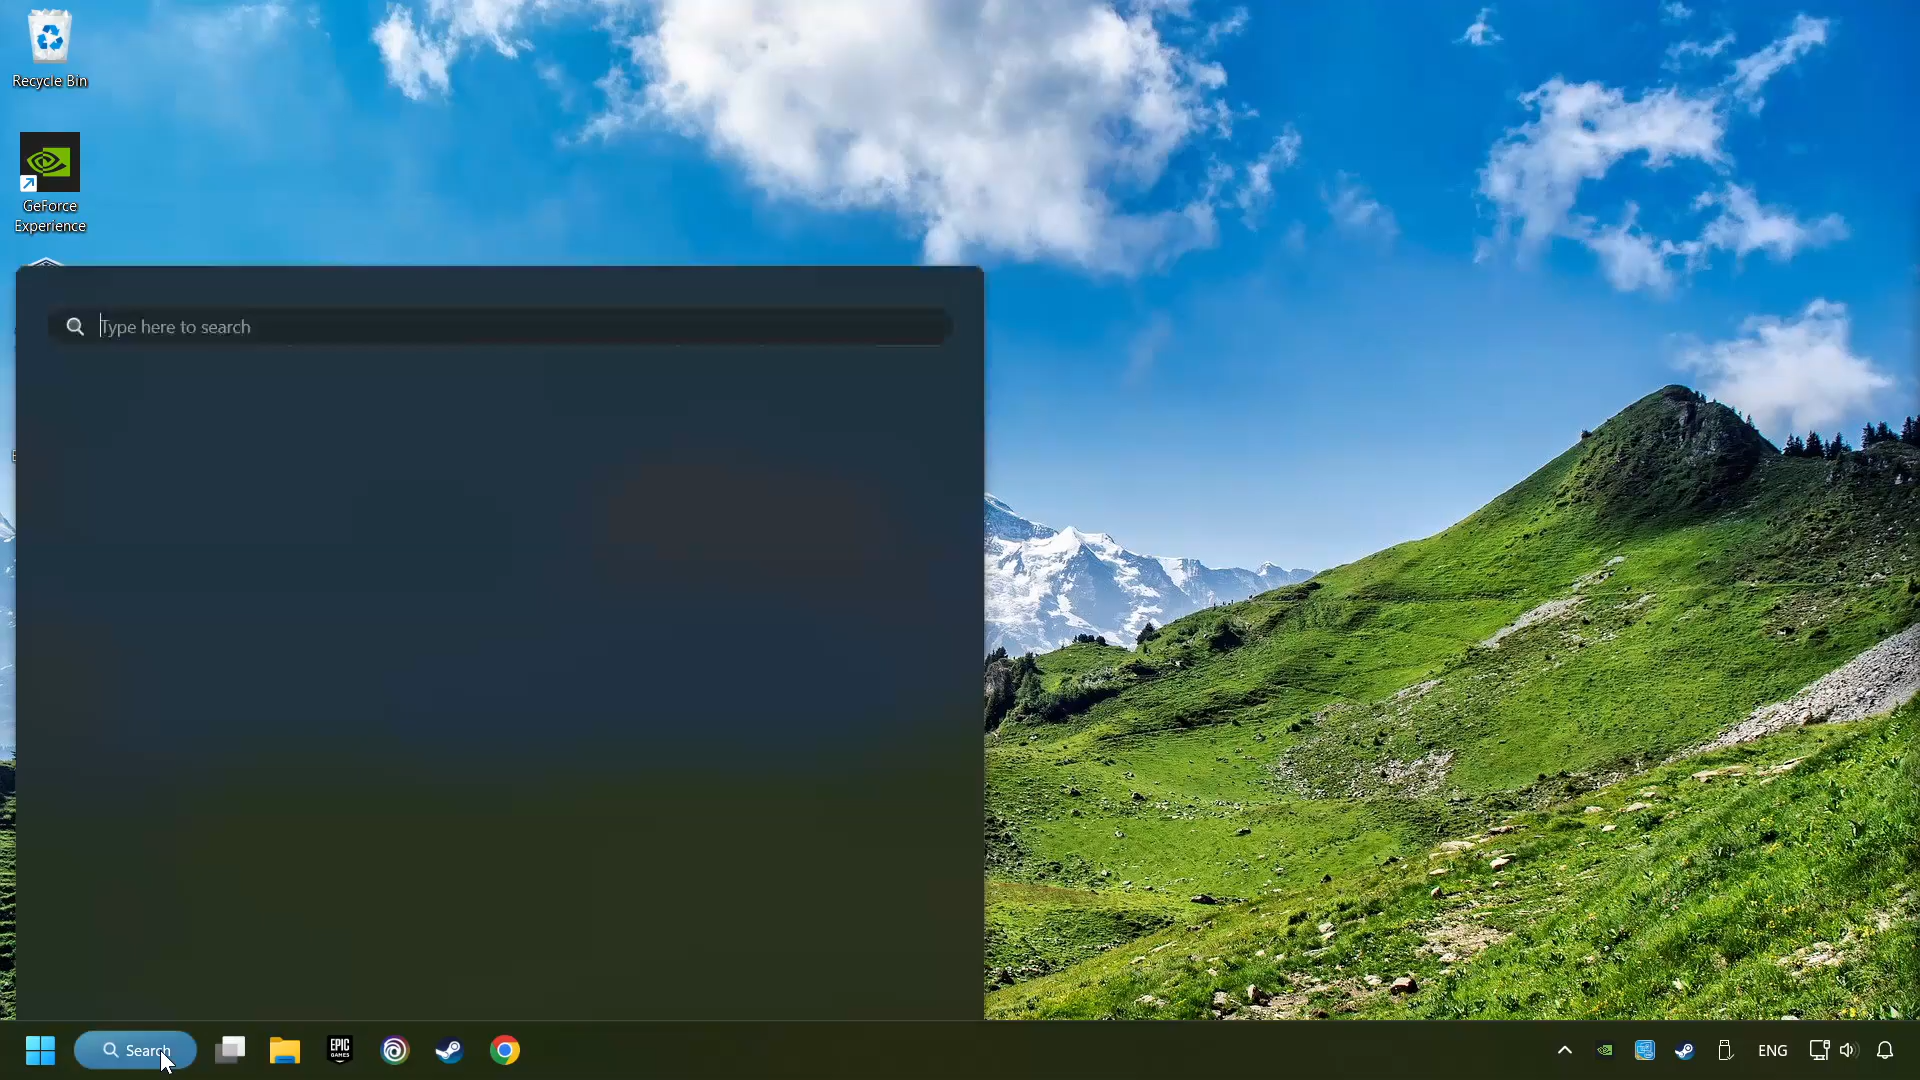 Recycle Bin
GeForce
Experience
Type here to search
Search
EPIC
GAMES
ENG